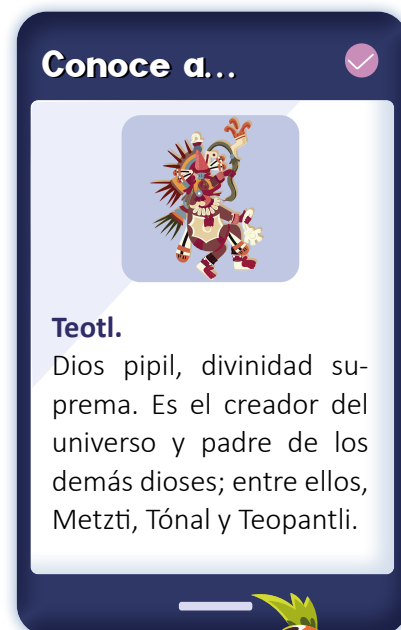 Conoce a...
Teotl.
Dios pipil, divinidad su-
prema. Es el creador del
universo y padre de los
demás dioses; entre ellos,
Metzti, Tónal y Teopantli.